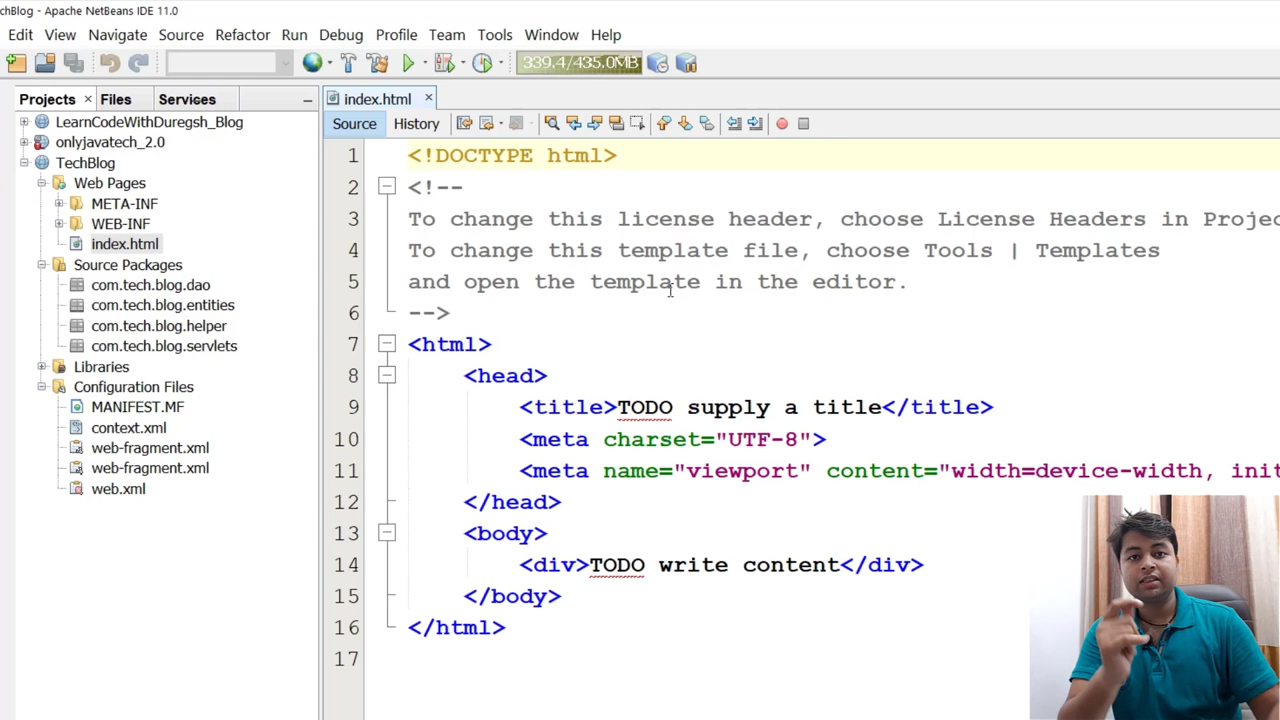 chBlog - Apache NetBeans IDE 11.0
Edit View Navigate Source Refactor Run Debug Profile Team Tools Window Help
339.4/435.0MB
Projects Files Services
index.html
Source History
LearnCodeWithDuregsh_Blog
onlyjavatech_2.0
TechBlog
Web Pages
META-INF
WEB-INF
index.html
Source Packages
com.tech.blog.dao
com.tech.blog.entities
com.tech.blog.helper
com.tech.blog.servlets
Libraries
Configuration Files
MANIFEST.MF
context.xml
web-fragment.xml
web-fragment.xml
web.xml
1 <!DOCTYPE html>
2 <!--
3 To change this license header, choose License Headers in Projec
4 To change this template file, choose Tools | Templates
5 and open the template in the editor.
6 -->
7 <html>
8 <head>
9 <title>TODO supply a title</title>
10 <meta charset="UTF-8">
11 <meta name="viewport" content="width=device-width, init
12 </head>
13 <body>
14 <div>TODO write content</div>
15 </body>
16 </html>
17